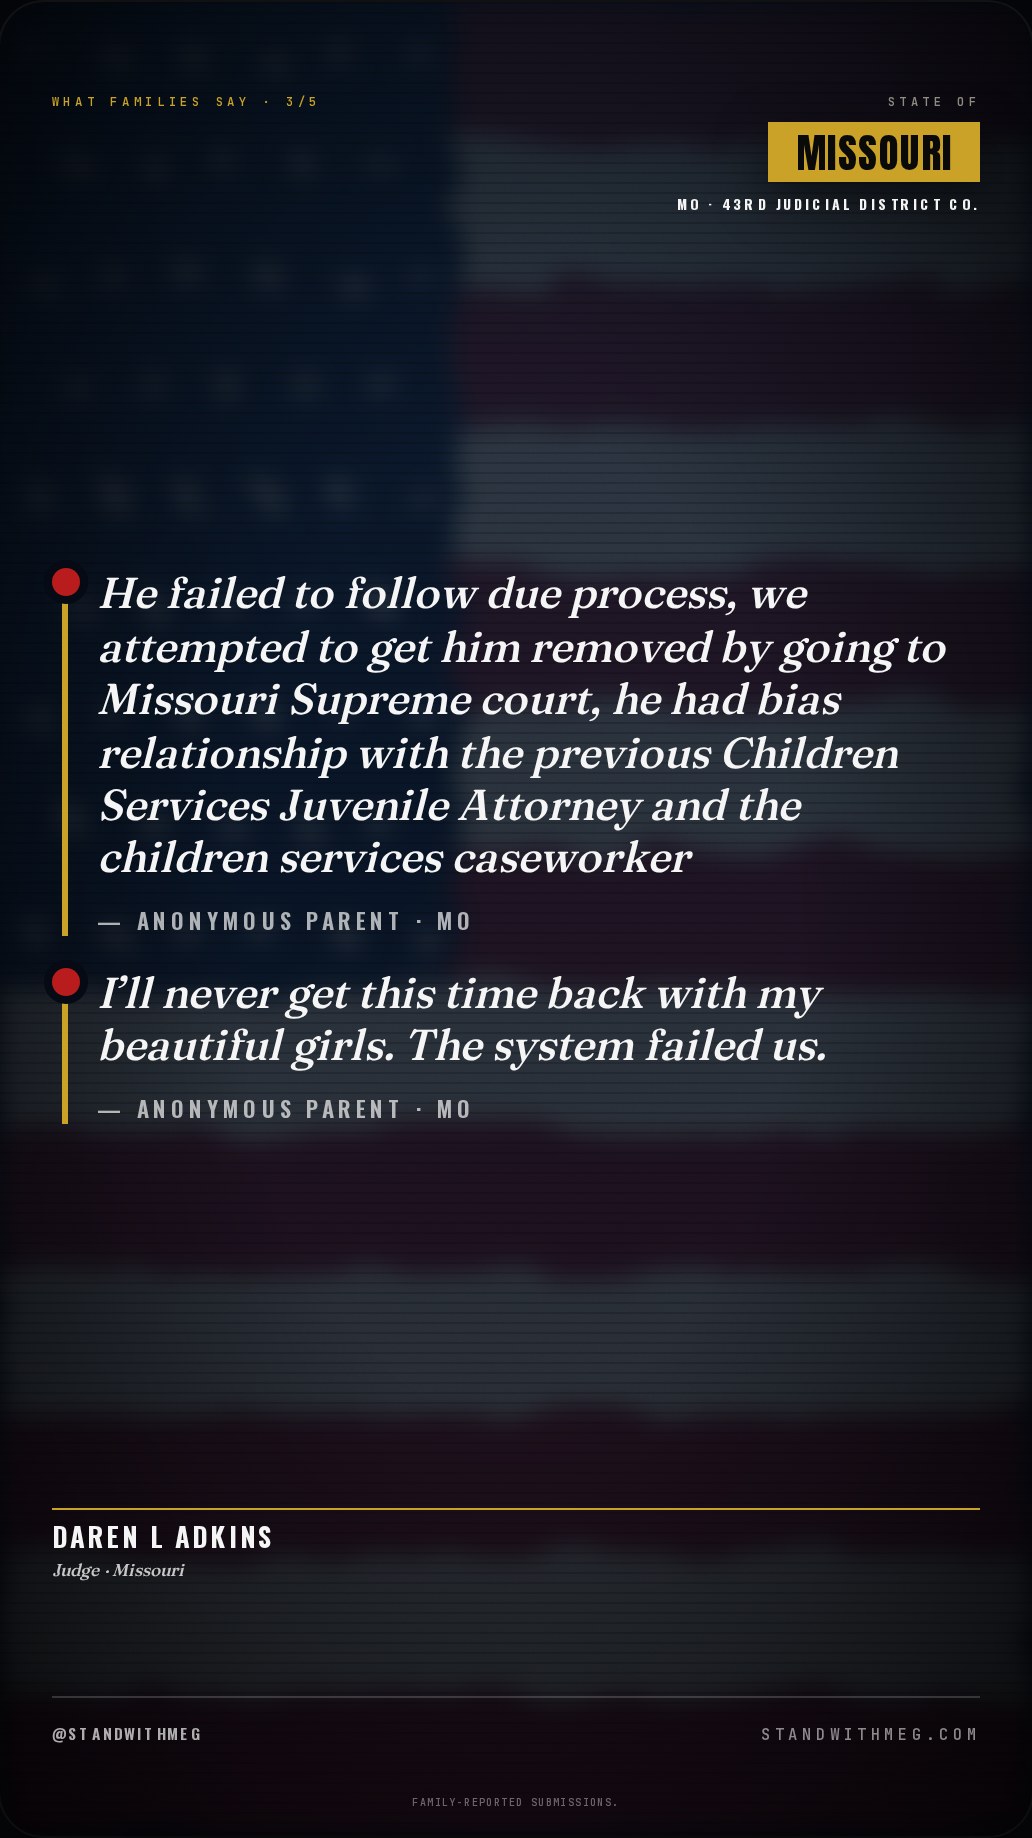 WHAT FAMILIES SAY · 3/5
STATE OF
MISSOURI
MO · 43RD JUDICIAL DISTRICT CO.
He failed to follow due process, we
attempted to get him removed by going to
Missouri Supreme court, he had bias
relationship with the previous Children
Services Juvenile Attorney and the
children services caseworker
— ANONYMOUS PARENT · MO
I’ll never get this time back with my
beautiful girls. The system failed us.
— ANONYMOUS PARENT · MO
DAREN L ADKINS
Judge · Missouri
@STANDWITHMEG
STANDWITHMEG.COM
FAMILY-REPORTED SUBMISSIONS.